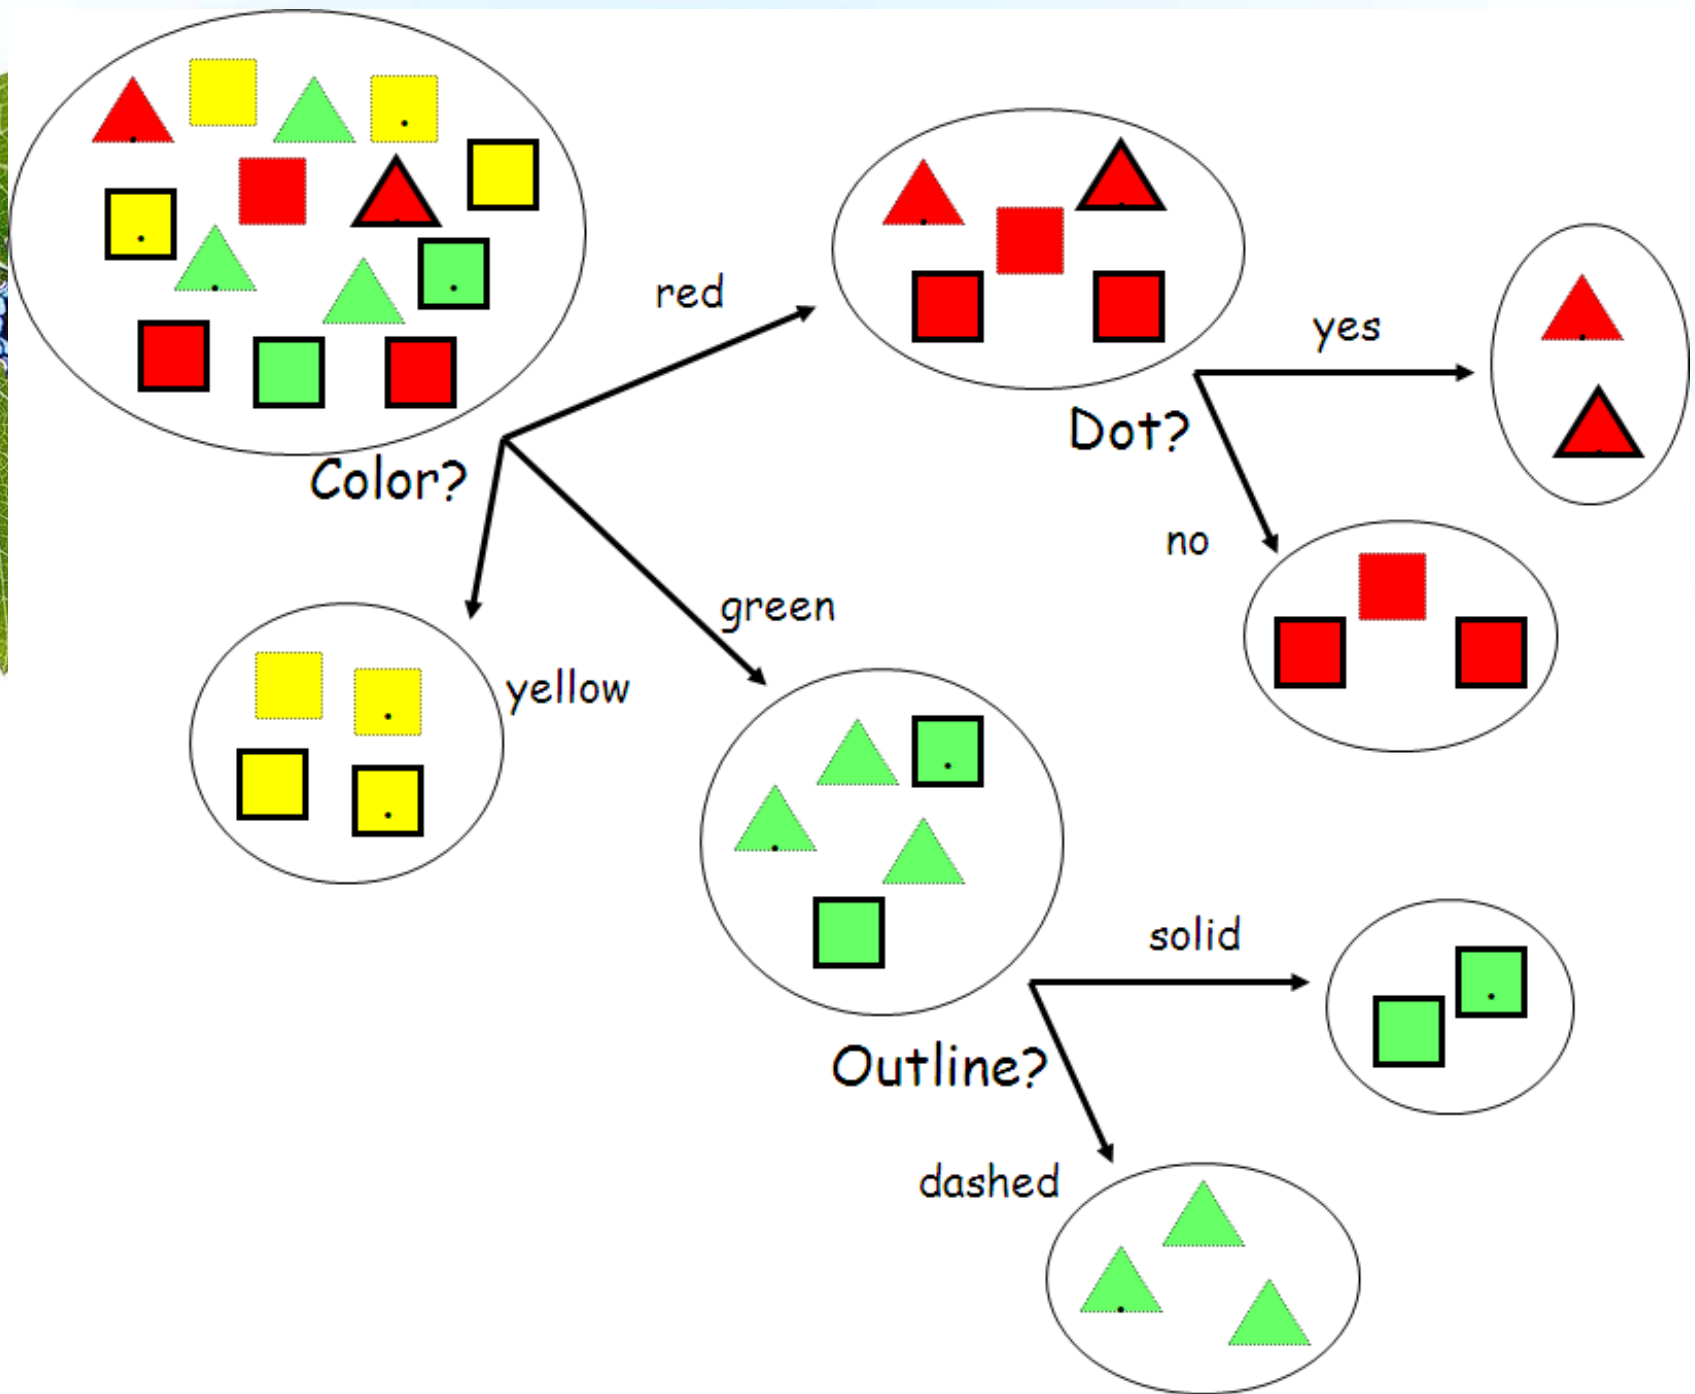 Color?
red
Dot?
yes
no
green
yellow
Outline?
solid
dashed